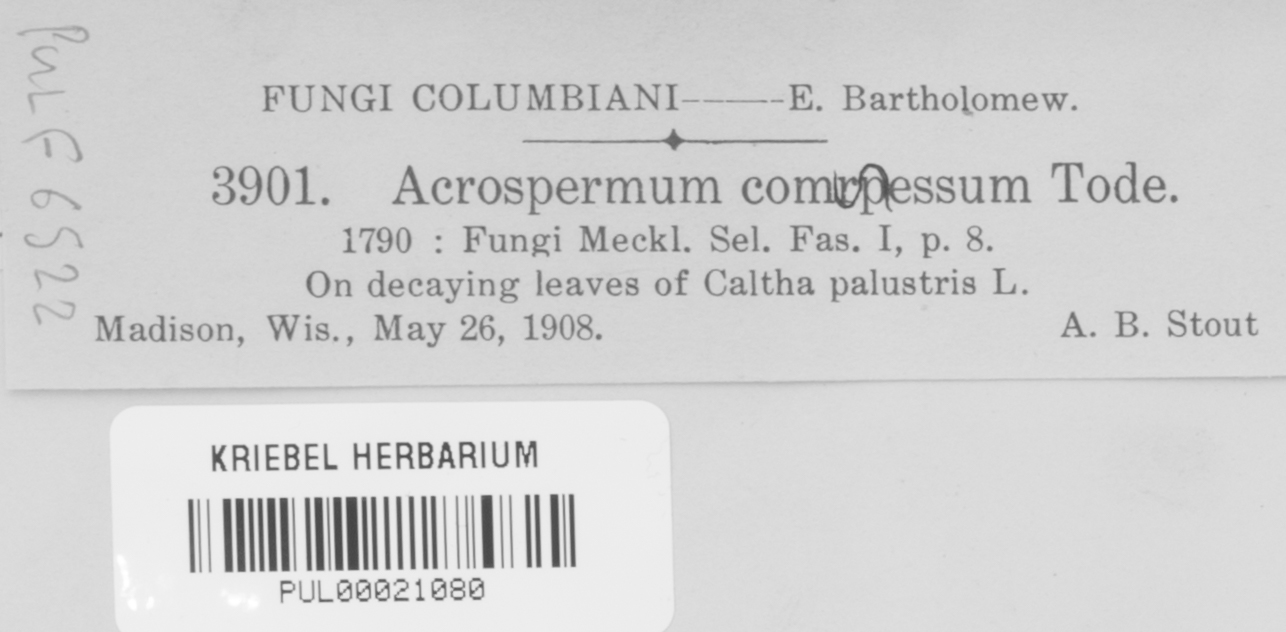 PUL F 6522
FUNGI COLUMBIANI——E. Bartholomew.
3901. Acrospermum comrpessum Tode.
1790 : Fungi Meckl. Sel. Fas. I, p. 8.
On decaying leaves of Caltha palustris L.
Madison, Wis., May 26, 1908. A. B. Stout
KRIEBEL HERBARIUM
PUL00021080